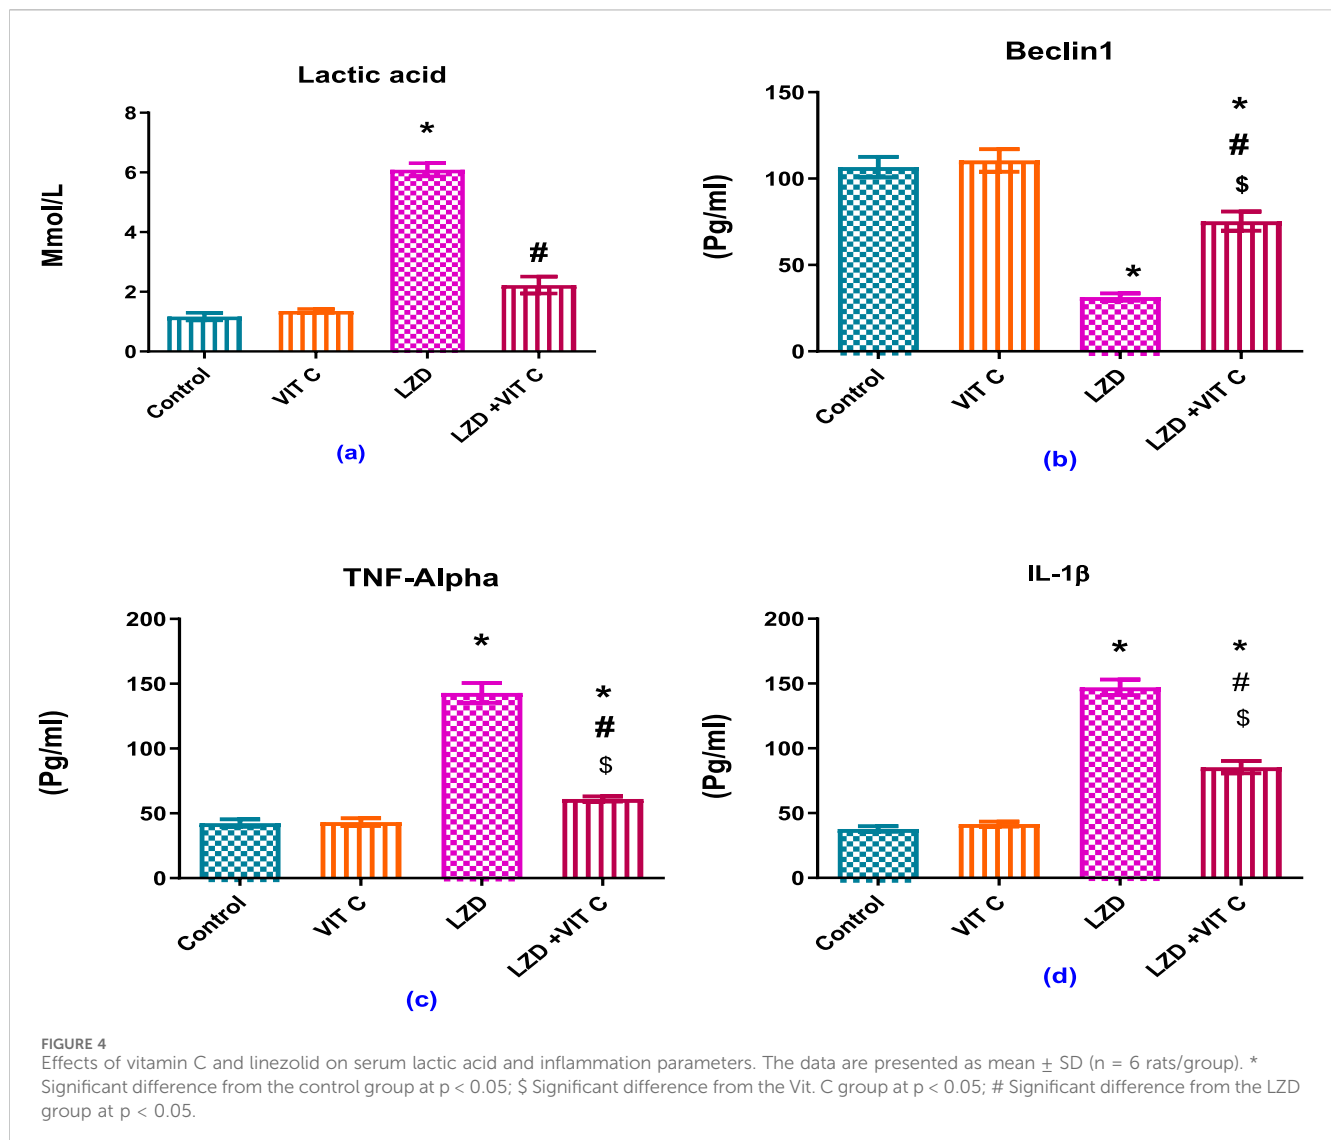 Lactic acid
Mmol/L
8
6
4
2
0
*
#
Control
VIT C
LZD
LZD +VIT C
(a)
Beclin1
(Pg/ml)
150
100
50
0
*
*
#
$
Control
VIT C
LZD
LZD +VIT C
(b)
TNF-Alpha
(Pg/ml)
200
150
100
50
0
*
*
#
$
Control
VIT C
LZD
LZD +VIT C
(c)
IL-1β
(Pg/ml)
200
150
100
50
0
*
*
#
$
Control
VIT C
LZD
LZD +VIT C
(d)
FIGURE 4
Effects of vitamin C and linezolid on serum lactic acid and inflammation parameters. The data are presented as mean ± SD (n = 6 rats/group). *
Significant difference from the control group at p < 0.05; $ Significant difference from the Vit. C group at p < 0.05; # Significant difference from the LZD
group at p < 0.05.